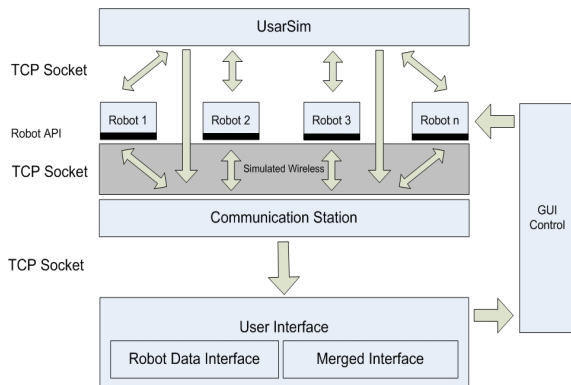 UsarSim
TCP Socket
Robot 1
Robot 2
Robot 3
Robot n
Robot API
TCP Socket
Simulated Wireless
Communication Station
GUI
Control
TCP Socket
User Interface
Robot Data Interface
Merged Interface